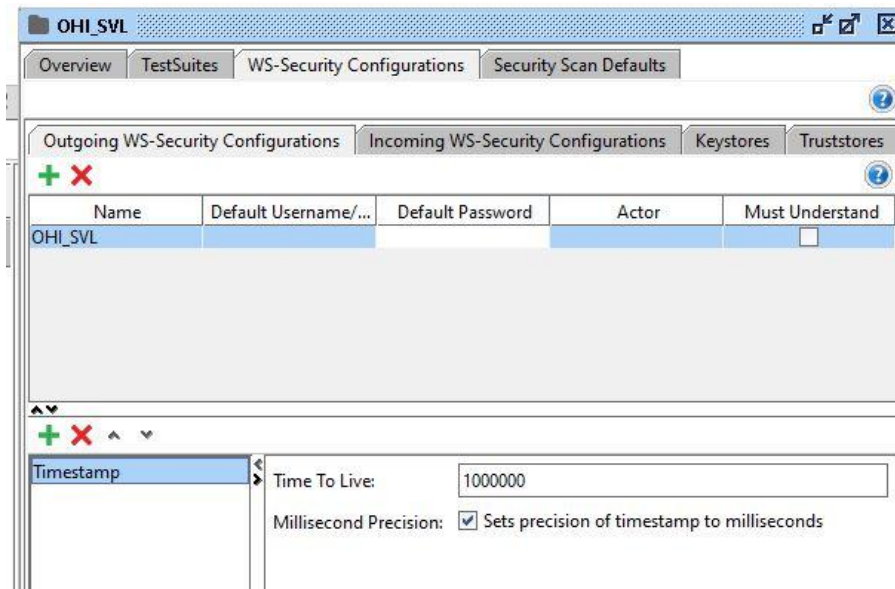 OHI_SVL
Overview TestSuites WS-Security Configurations Security Scan Defaults
Outgoing WS-Security Configurations Incoming WS-Security Configurations Keystores Truststores
Name Default Username/... Default Password Actor Must Understand
OHI_SVL
Timestamp
Time To Live: 1000000
Millisecond Precision: Sets precision of timestamp to milliseconds